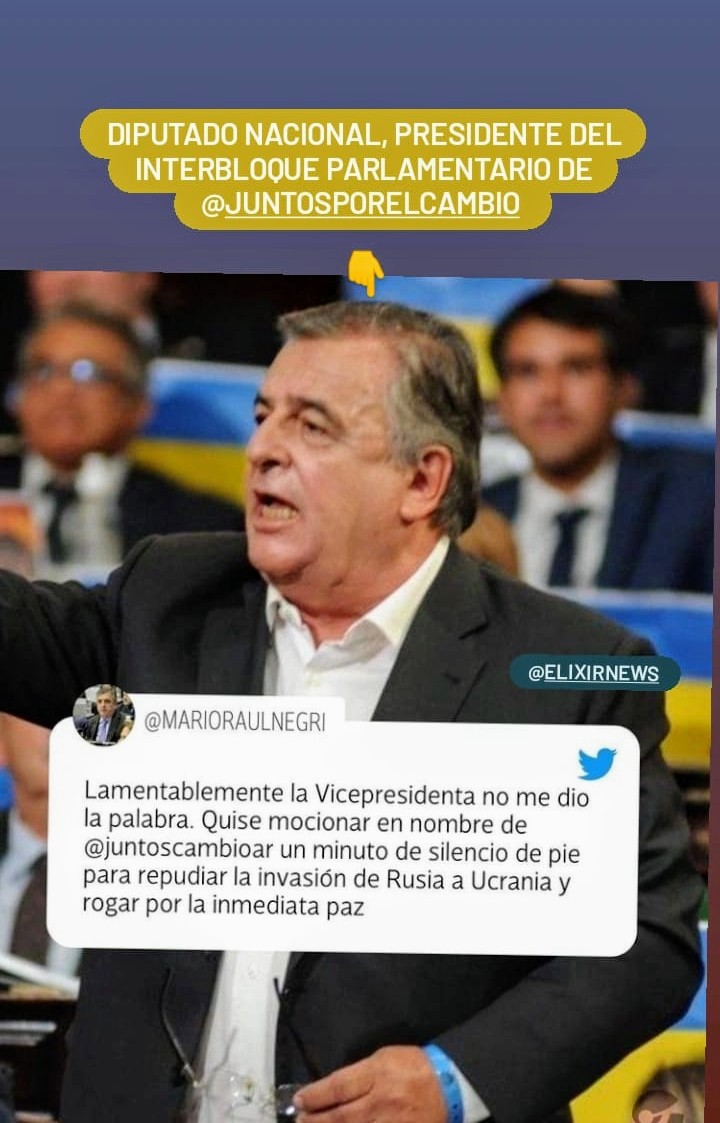 DIPUTADO NACIONAL, PRESIDENTE DEL
INTERBLOQUE PARLAMENTARIO DE
@JUNTOSPORELCAMBIO
@ELIXIRNEWS
@MARIORAULNEGRI
Lamentablemente la Vicepresidenta no me dio
la palabra. Quise mocionar en nombre de
@juntoscambioar un minuto de silencio de pie
para repudiar la invasión de Rusia a Ucrania y
rogar por la inmediata paz